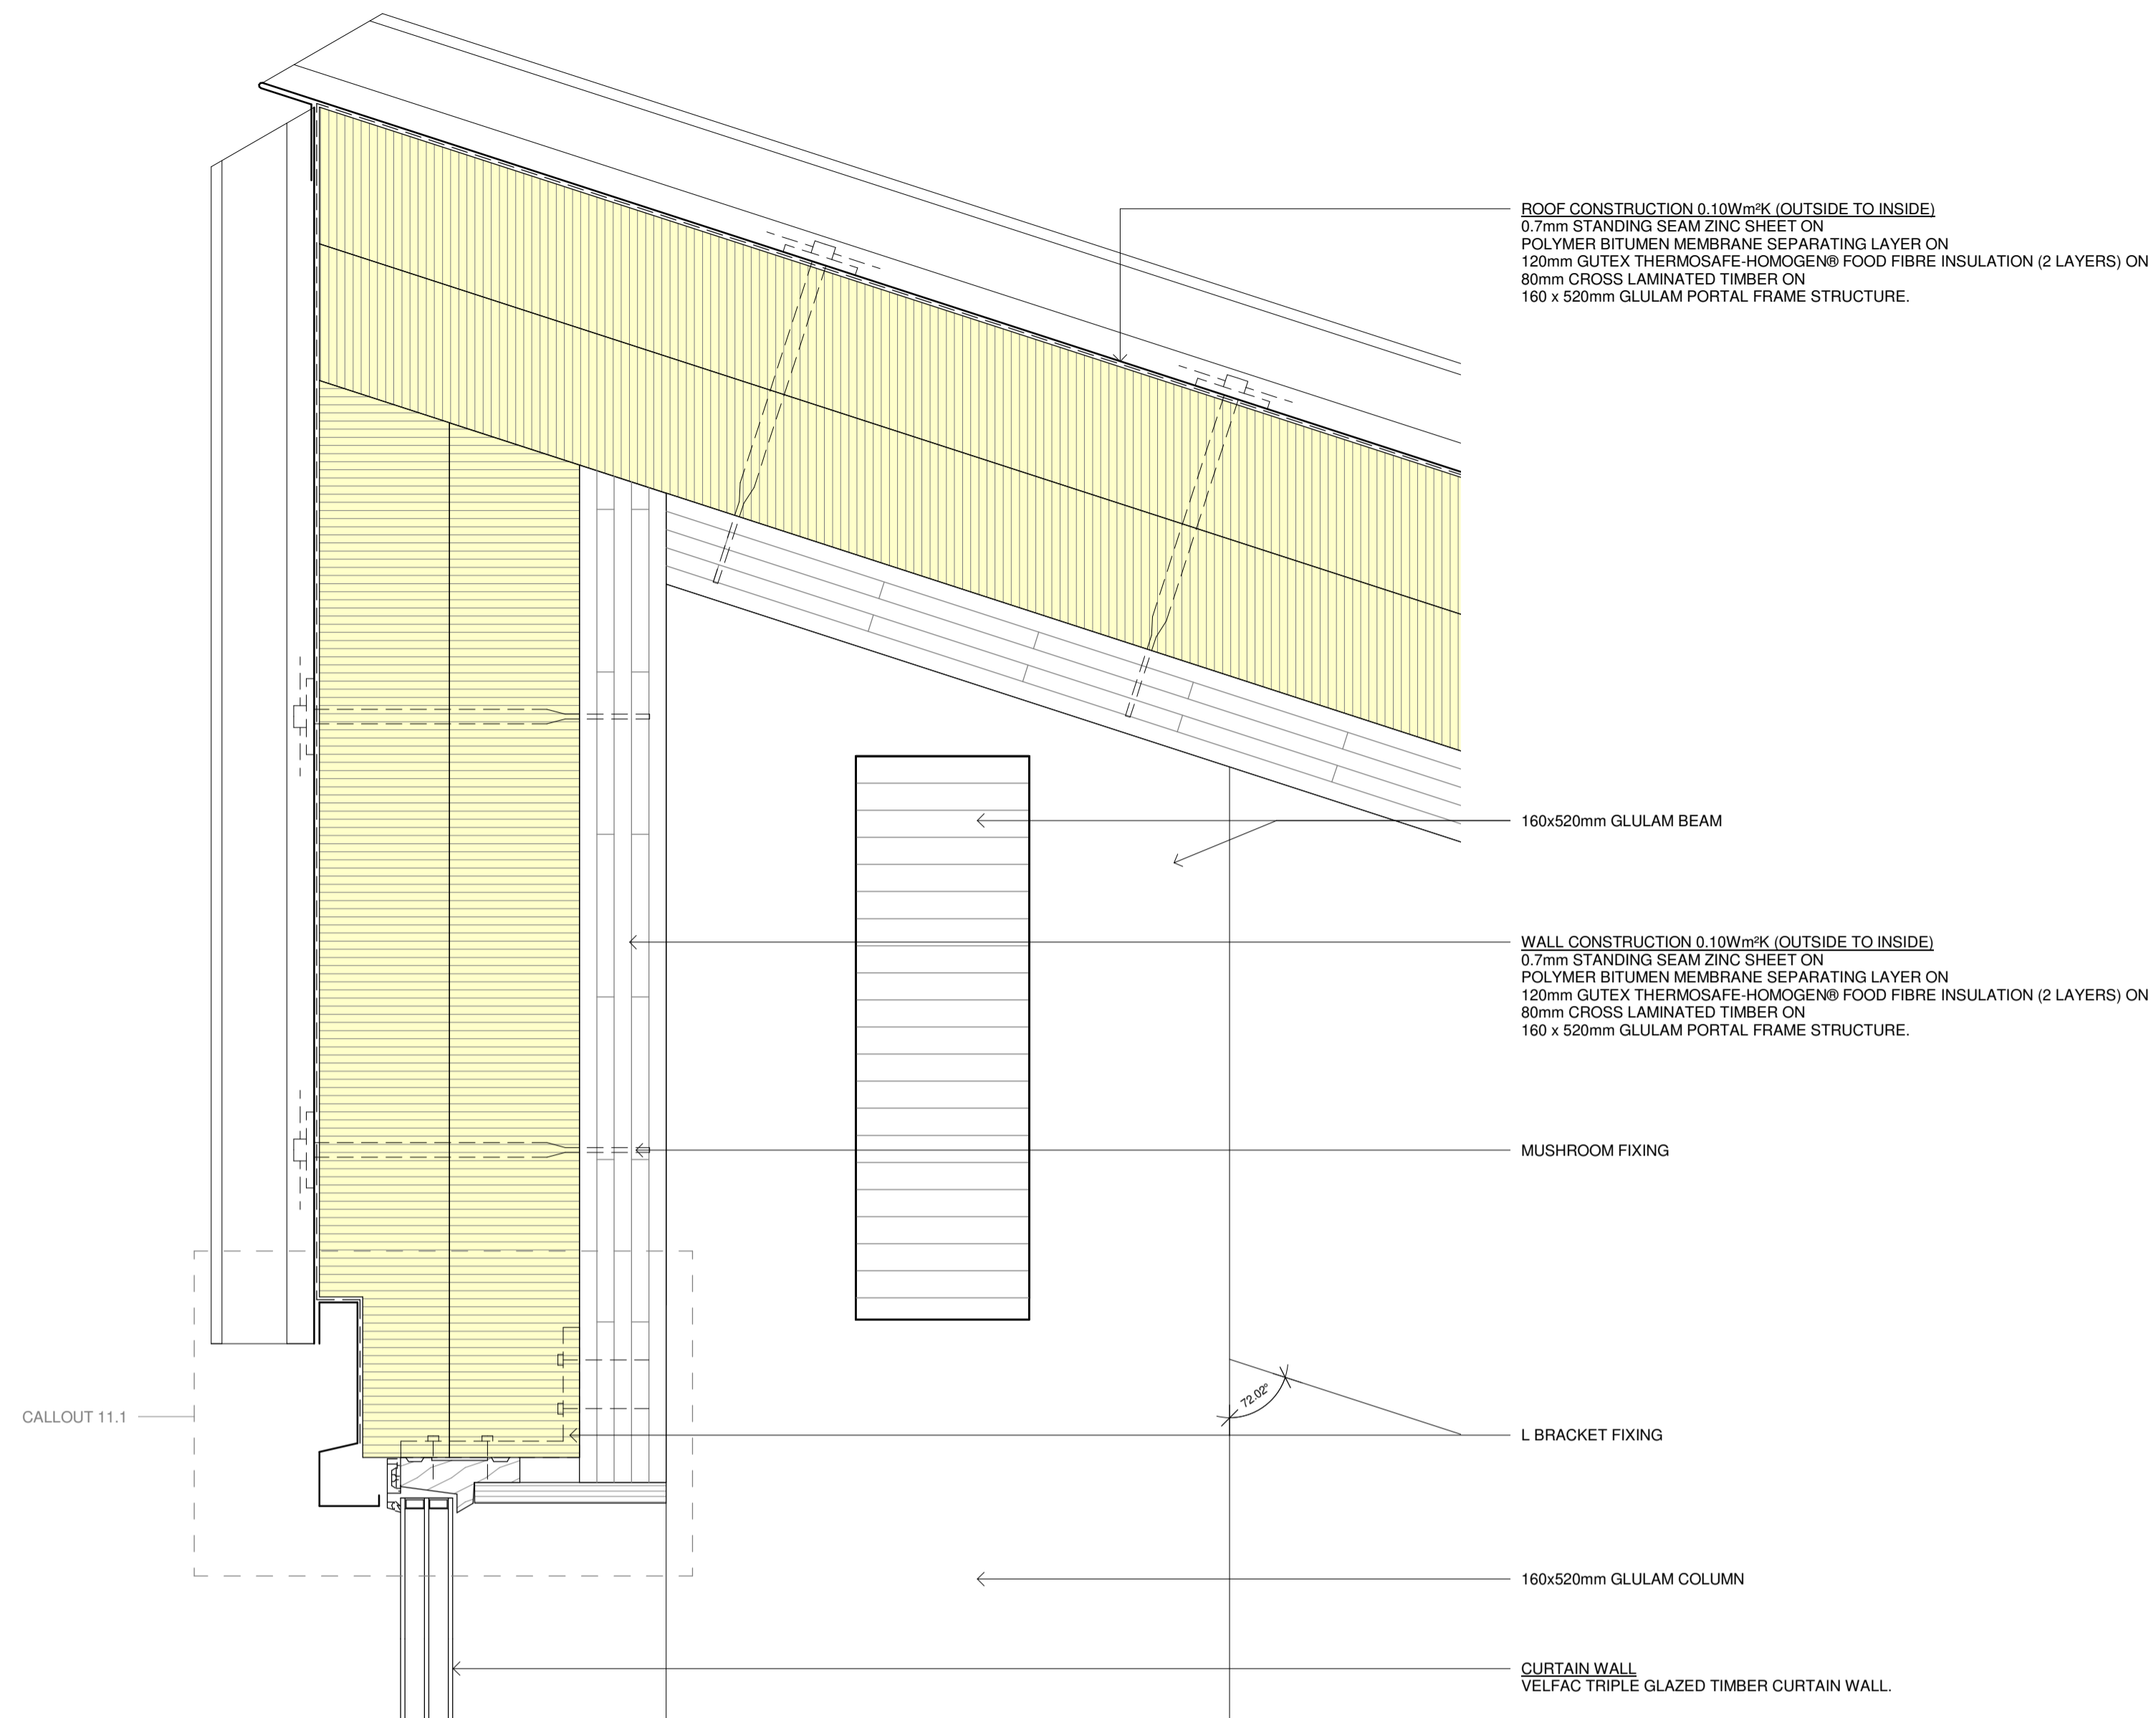 ROOF CONSTRUCTION 0.10Wm²K (OUTSIDE TO INSIDE)
0.7mm STANDING SEAM ZINC SHEET ON
POLYMER BITUMEN MEMBRANE SEPARATING LAYER ON
120mm GUTEX THERMOSAFE-HOMOGEN® FOOD FIBRE INSULATION (2 LAYERS) ON
80mm CROSS LAMINATED TIMBER ON
160 x 520mm GLULAM PORTAL FRAME STRUCTURE.
160x520mm GLULAM BEAM
WALL CONSTRUCTION 0.10Wm²K (OUTSIDE TO INSIDE)
0.7mm STANDING SEAM ZINC SHEET ON
POLYMER BITUMEN MEMBRANE SEPARATING LAYER ON
120mm GUTEX THERMOSAFE-HOMOGEN® FOOD FIBRE INSULATION (2 LAYERS) ON
80mm CROSS LAMINATED TIMBER ON
160 x 520mm GLULAM PORTAL FRAME STRUCTURE.
MUSHROOM FIXING
72.02°
CALLOUT 11.1
L BRACKET FIXING
160x520mm GLULAM COLUMN
CURTAIN WALL
VELFAC TRIPLE GLAZED TIMBER CURTAIN WALL.